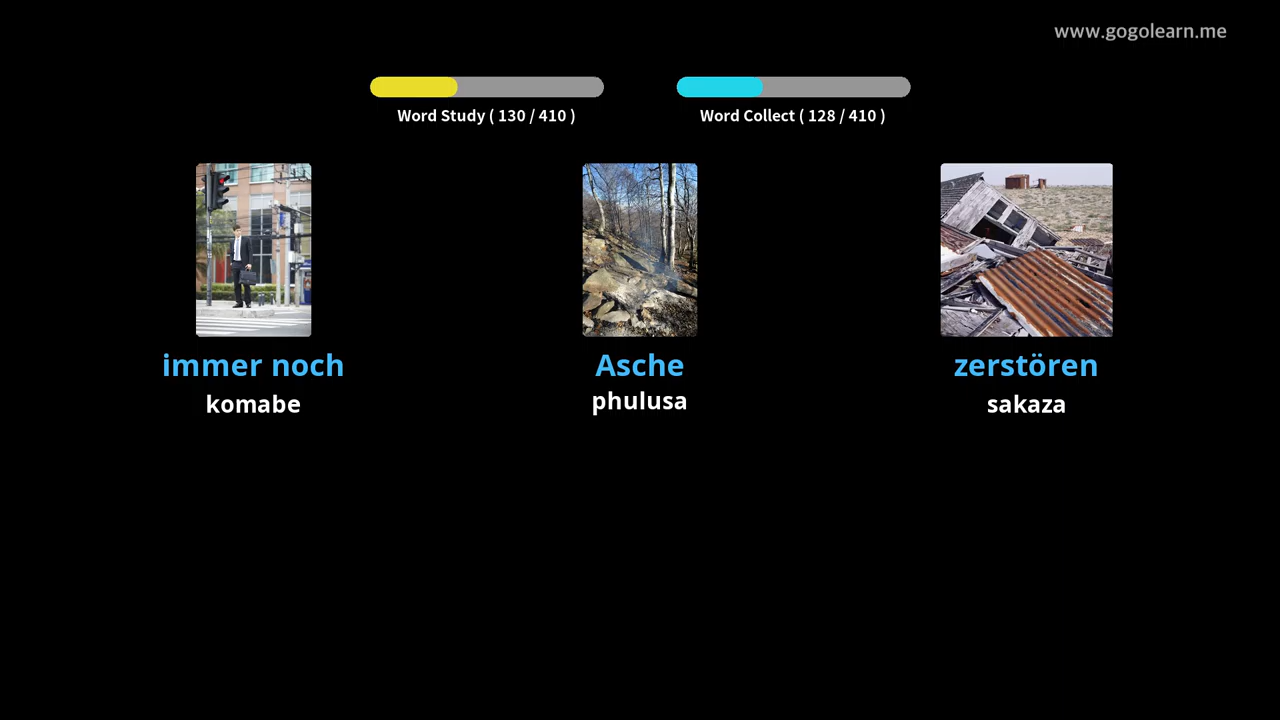 www.gogolearn.me
Word Study ( 130 / 410 )
Word Collect ( 128 / 410 )
immer noch
komabe
Asche
phulusa
zerstören
sakaza